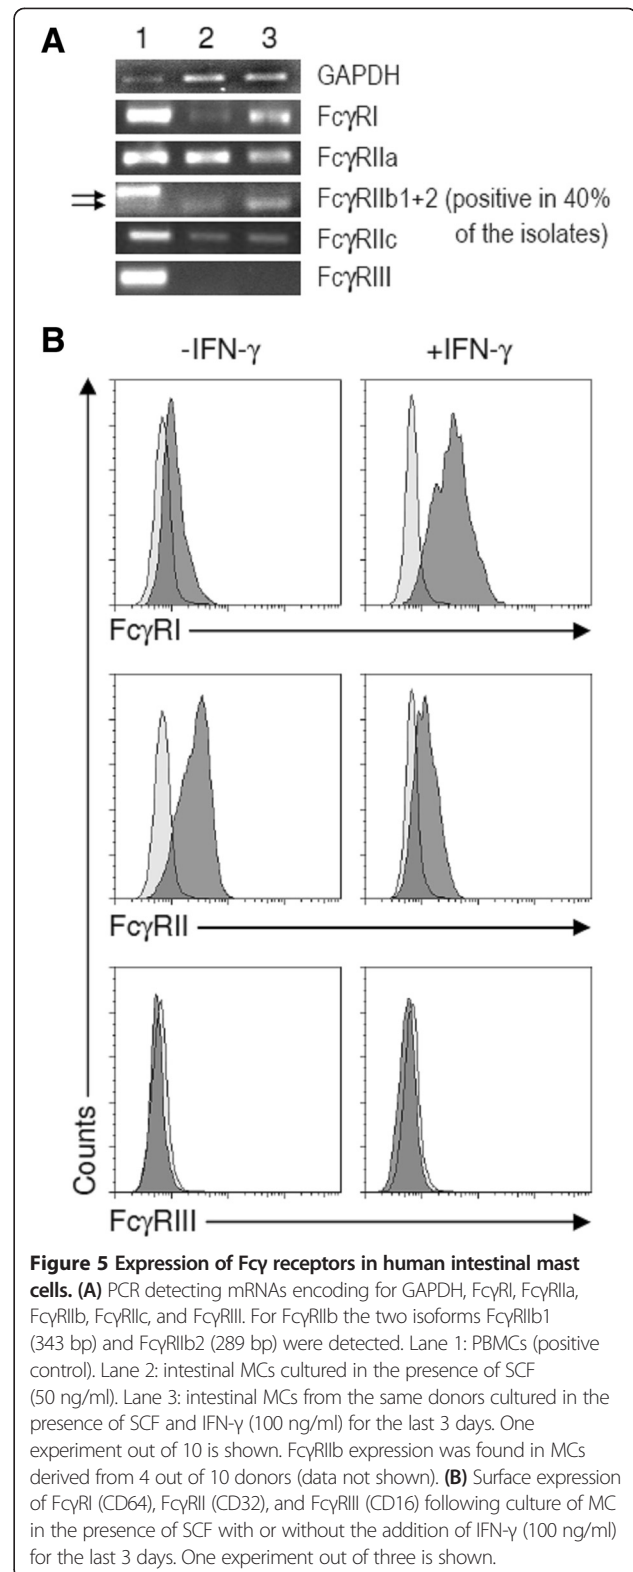 A
1 2 3
GAPDH
FcγRI
FcγRIIa
FcγRIIb1+2 (positive in 40%
of the isolates)
FcγRIIc
FcγRIII
B
-IFN-γ +IFN-γ
FcγRI
FcγRII
Counts
FcγRIII
Figure 5 Expression of Fcγ receptors in human intestinal mast
cells. (A) PCR detecting mRNAs encoding for GAPDH, FcγRI, FcγRIIa,
FcγRIIb, FcγRIIc, and FcγRIII. For FcγRIIb the two isoforms FcγRIIb1
(343 bp) and FcγRIIb2 (289 bp) were detected. Lane 1: PBMCs (positive
control). Lane 2: intestinal MCs cultured in the presence of SCF
(50 ng/ml). Lane 3: intestinal MCs from the same donors cultured in the
presence of SCF and IFN-γ (100 ng/ml) for the last 3 days. One
experiment out of 10 is shown. FcγRIIb expression was found in MCs
derived from 4 out of 10 donors (data not shown). (B) Surface expression
of FcγRI (CD64), FcγRII (CD32), and FcγRIII (CD16) following culture of MC
in the presence of SCF with or without the addition of IFN-γ (100 ng/ml)
for the last 3 days. One experiment out of three is shown.